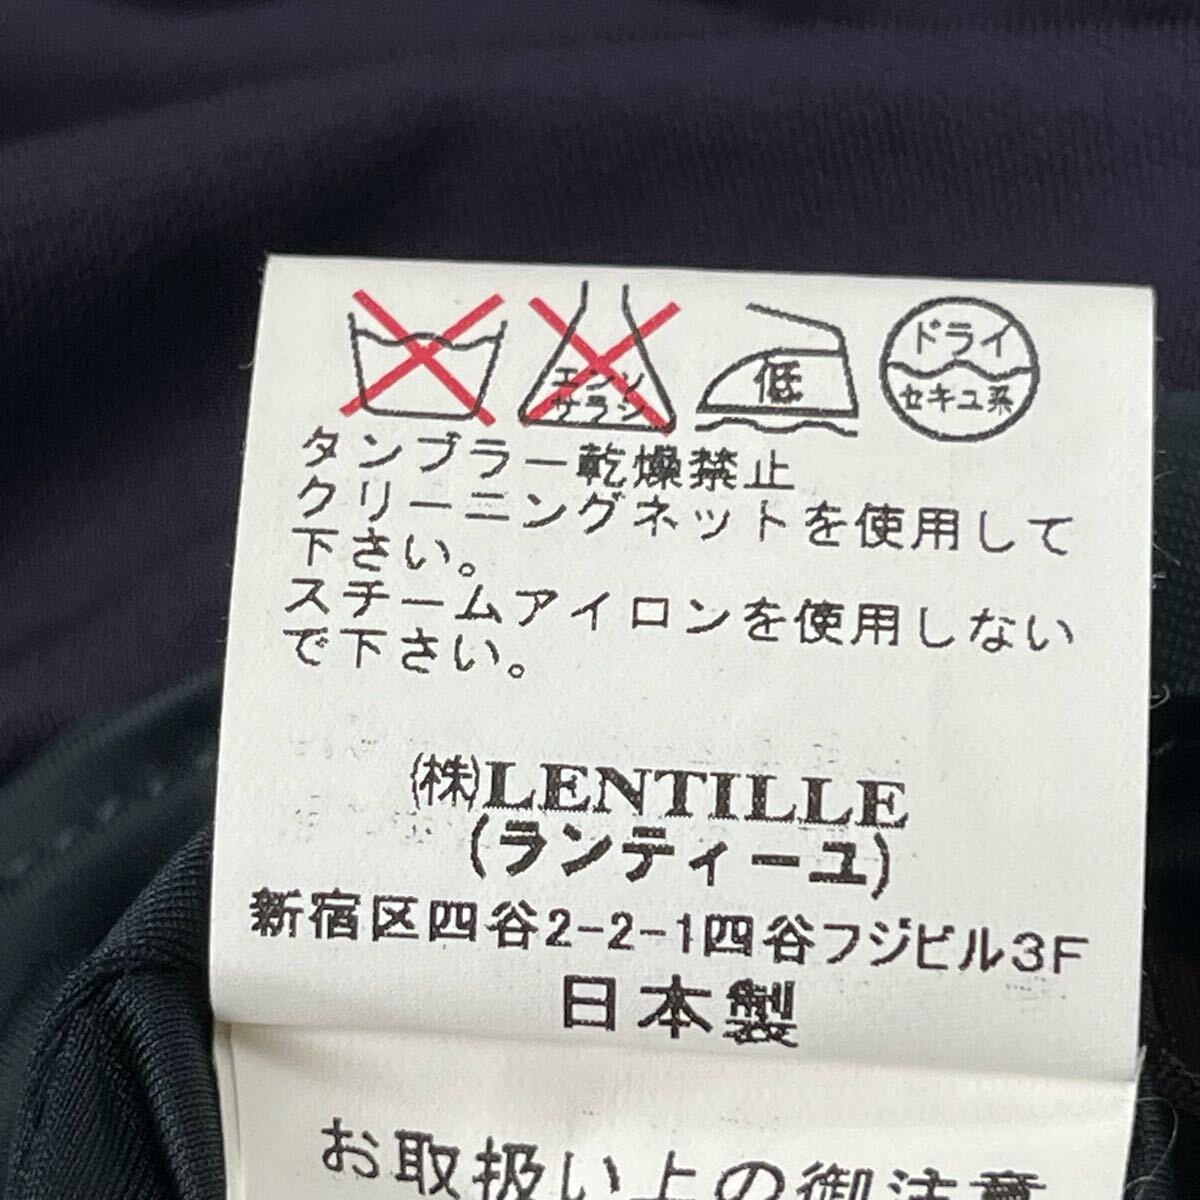 エンソ
サラシ
低
ドライ
セキユ系
タンブラー乾燥禁止
クリーニングネットを使用して
下さい。
スチームアイロンを使用しない
で下さい。
(株)LENTILLE
(ランティーユ)
新宿区四谷2-2-1四谷フジビル3F
日本製
お取扱い上の御注意